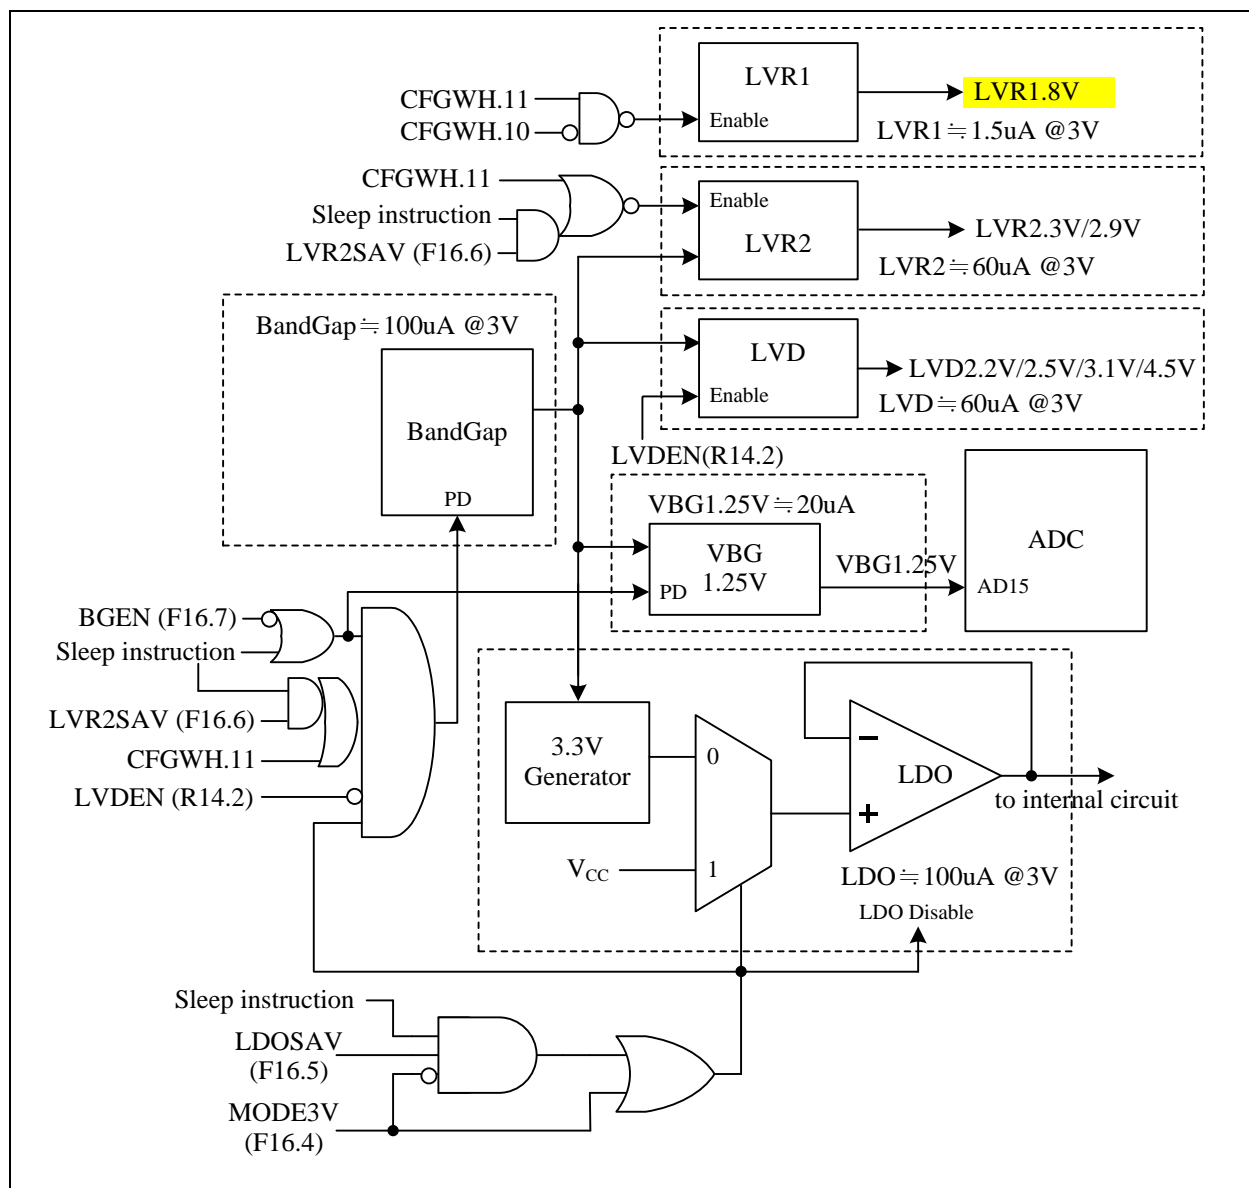 LVR1
Enable
LVR1.8V
LVR1≒1.5uA @3V
CFGWH.11
CFGWH.10
CFGWH.11
Sleep instruction
LVR2SAV (F16.6)
Enable
LVR2
LVR2.3V/2.9V
LVR2≒60uA @3V
BandGap≒100uA @3V
BandGap
PD
LVD
Enable
LVD2.2V/2.5V/3.1V/4.5V
LVD≒60uA @3V
LVDEN(R14.2)
VBG1.25V≒20uA
VBG
1.25V
PD
VBG1.25V
ADC
AD15
BGEN (F16.7)
Sleep instruction
LVR2SAV (F16.6)
CFGWH.11
LVDEN (R14.2)
3.3V
Generator
0
1
VCC
LDO
to internal circuit
LDO≒100uA @3V
LDO Disable
Sleep instruction
LDOSAV
(F16.5)
MODE3V
(F16.4)